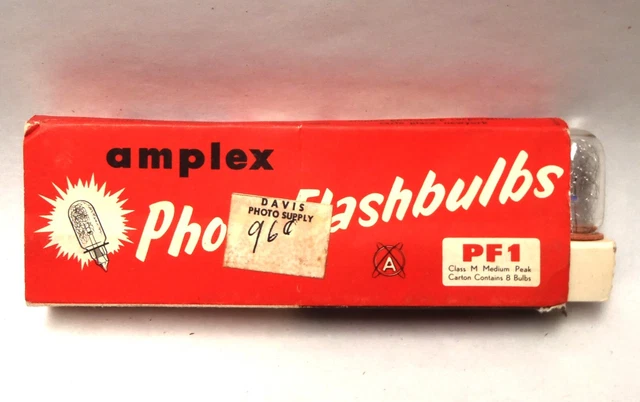 amplex
Pho Flashbulbs
DAVIS
PHOTO SUPPLY
96¢
A
PF1
Class M Medium Peak
Carton Contains 8 Bulbs